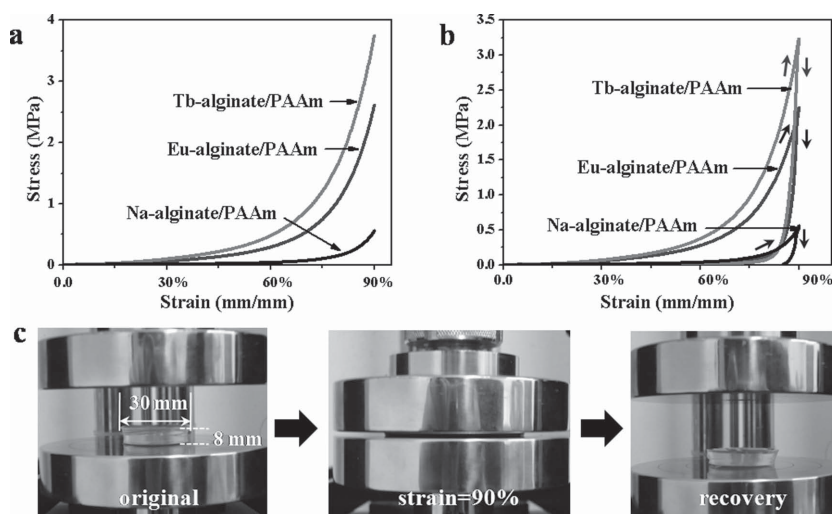 a
4
3
2
1
0
Stress (MPa)
Tb-alginate/PAAm
Eu-alginate/PAAm
Na-alginate/PAAm
0.0 30% 60% 90%
Strain (mm/mm)
b
3.5
3.0
2.5
2.0
1.5
1.0
0.5
0.0
Stress (MPa)
Tb-alginate/PAAm
Eu-alginate/PAAm
Na-alginate/PAAm
0.0 30% 60% 90%
Strain (mm/mm)
c
30 mm
8 mm
original
strain=90%
recovery